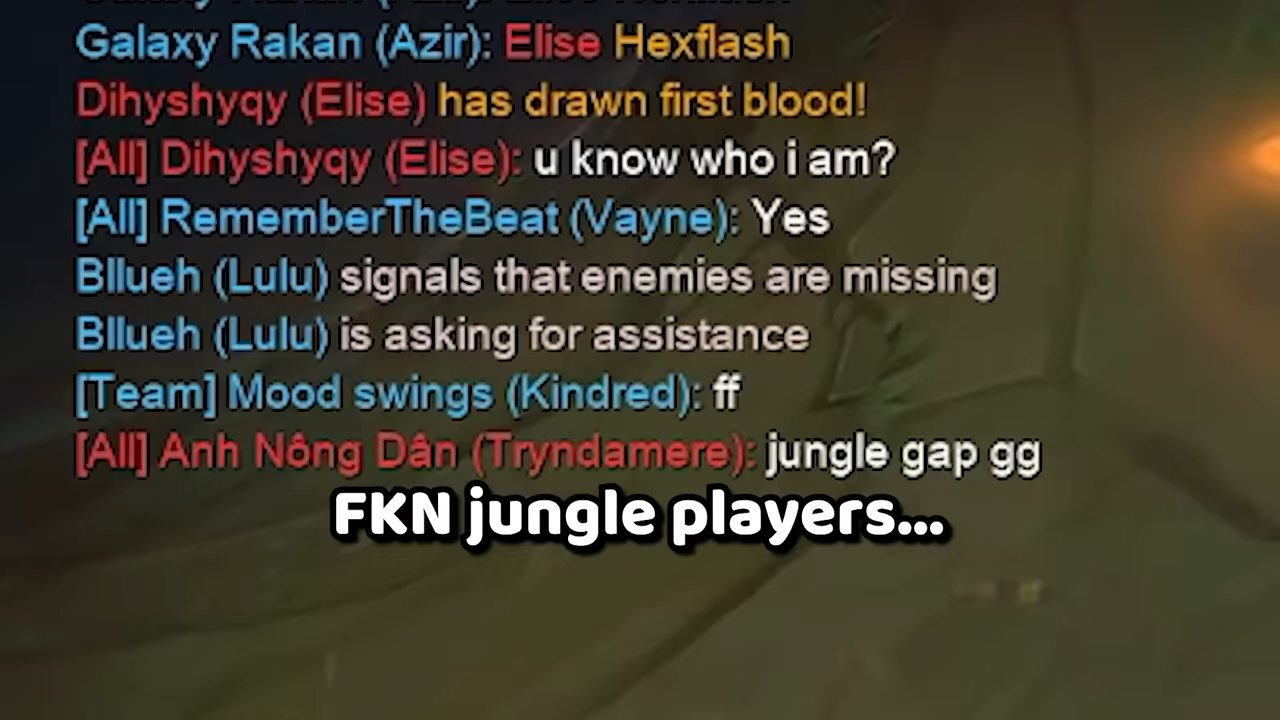 Galaxy Rakan (Azir): Elise Hexflash
Dihyshyqy (Elise) has drawn first blood!
[All] Dihyshyqy (Elise): u know who i am?
[All] RememberTheBeat (Vayne): Yes
Bllueh (Lulu) signals that enemies are missing
Bllueh (Lulu) is asking for assistance
[Team] Mood swings (Kindred): ff
[All] Anh Nông Dân (Tryndamere): jungle gap gg
FKN jungle players...